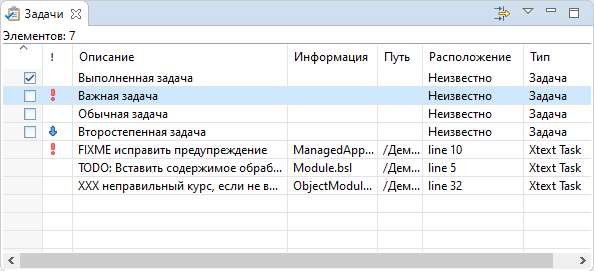 Задачи
Элементов: 7
! Описание Информация Путь Расположение Тип
Выполненная задача Неизвестно Задача
! Важная задача Неизвестно Задача
Обычная задача Неизвестно Задача
Второстепенная задача Неизвестно Задача
! FIXME исправить предупреждение ManagedApp... /Дем... line 10 Xtext Task
TODO: Вставить содержимое обраб... Module.bsl /Дем... line 5 Xtext Task
XXX неправильный курс, если не в... ObjectModul... /Дем... line 32 Xtext Task